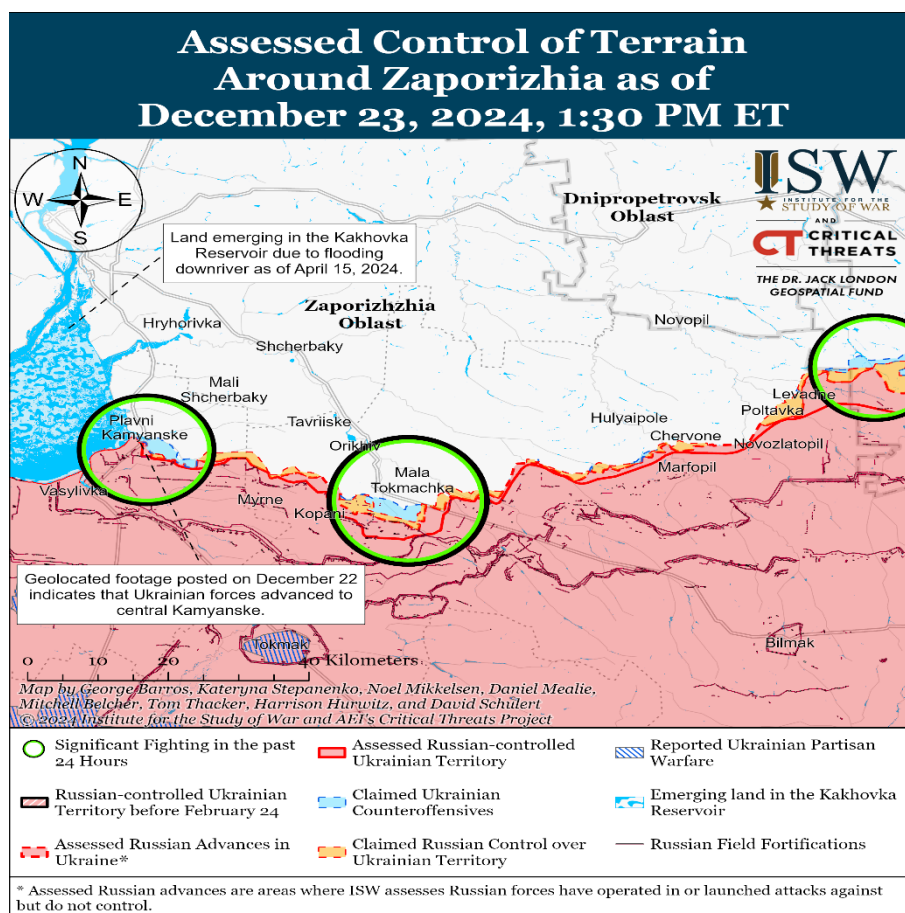 Assessed Control of Terrain
Around Zaporizhia as of
December 23, 2024, 1:30 PM ET
N
W
E
S
ISW
INSTITUTE FOR THE
STUDY OF WAR
AND
CT CRITICAL
THREATS
THE DR. JACK LONDON
GEOSPATIAL FUND
Dnipropetrovsk
Oblast
Land emerging in the Kakhovka
Reservoir due to flooding
downriver as of April 15, 2024.
Zaporizhzhia
Oblast
Hryhorivka
Novopil
Shcherbaky
Mali
Shcherbaky
Levadne
Plavni
Tavriiske
Hulyaipole
Poltavka
Kamyanske
Orikhiv
Chervone
Novozlatopil
Mala
Tokmachka
Marfopil
Vasylivka
Myrne
Kopani
Geolocated footage posted on December 22
indicates that Ukrainian forces advanced to
central Kamyanske.
Tokmak
Bilmak
0 10 20 40 Kilometers
Map by George Barros, Kateryna Stepanenko, Noel Mikkelsen, Daniel Mealie,
Mitchell Belcher, Tom Thacker, Harrison Hurwitz, and David Schulert
© 2024 Institute for the Study of War and AEI's Critical Threats Project
Significant Fighting in the past
24 Hours
Assessed Russian-controlled
Ukrainian Territory
Reported Ukrainian Partisan
Warfare
Russian-controlled Ukrainian
Territory before February 24
Claimed Ukrainian
Counteroffensives
Emerging land in the Kakhovka
Reservoir
Assessed Russian Advances in
Ukraine*
Claimed Russian Control over
Ukrainian Territory
Russian Field Fortifications
* Assessed Russian advances are areas where ISW assesses Russian forces have operated in or launched attacks against
but do not control.